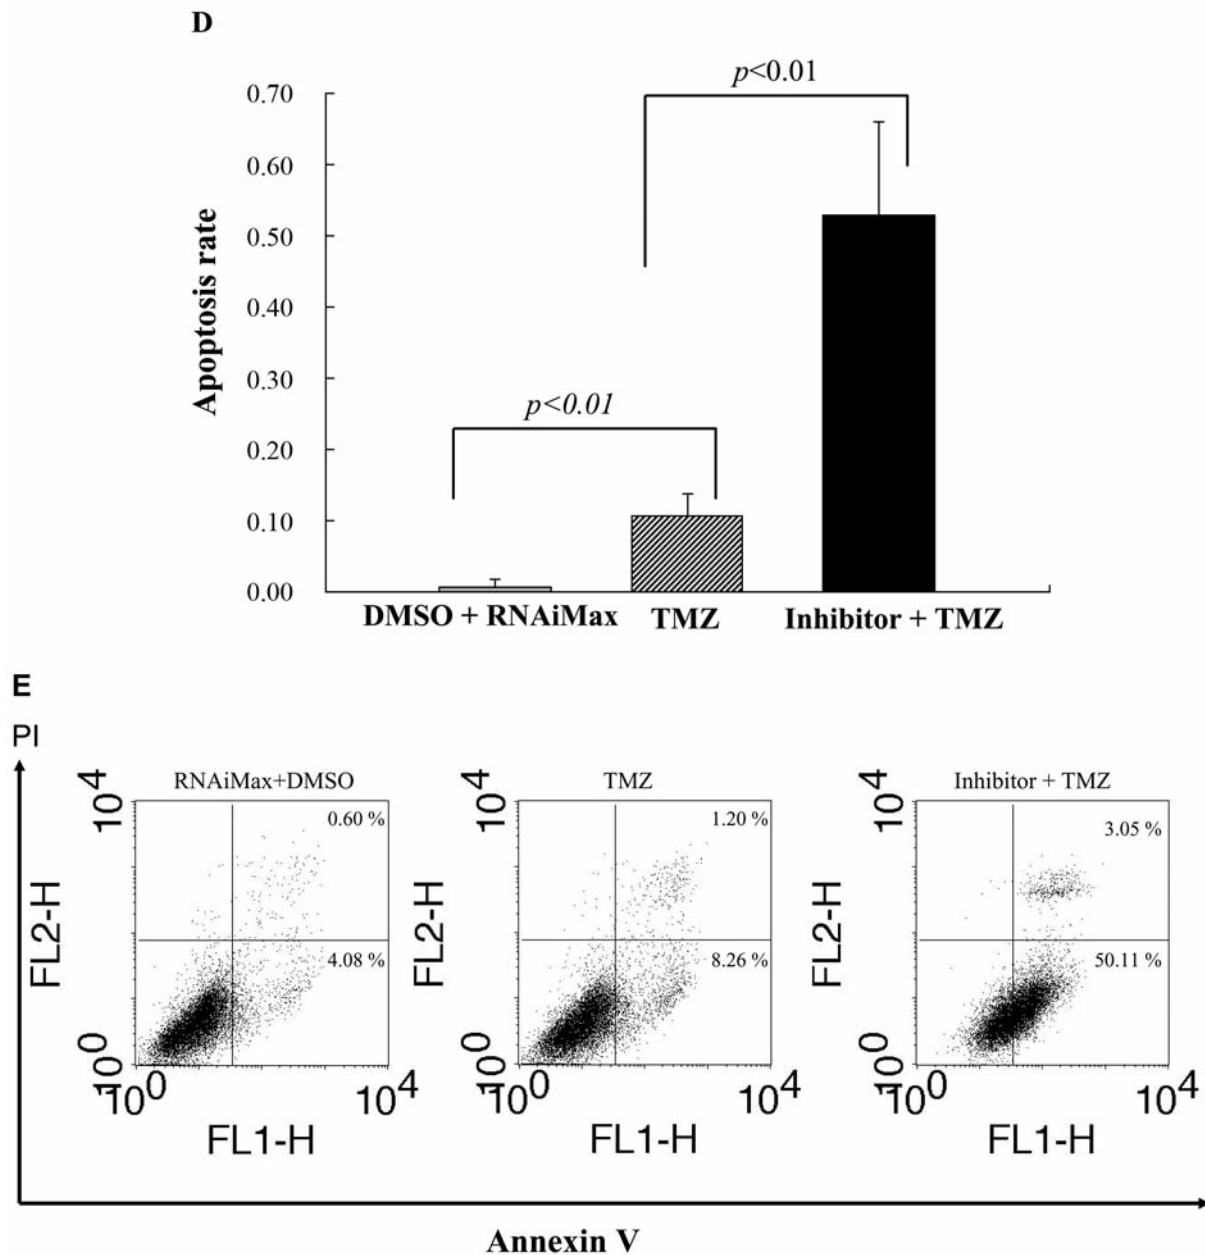 D
p<0.01
0.70
0.60
0.50
0.40
0.30
0.20
0.10
0.00
Apoptosis rate
p<0.01
DMSO + RNAiMax TMZ Inhibitor + TMZ
E
PI
RNAiMax+DMSO TMZ Inhibitor + TMZ
10^4 0.60 % 10^4 1.20 % 10^4 3.05 %
FL2-H FL2-H FL2-H
4.08 % 8.26 % 50.11 %
10^0 10^0 10^0
10^0 10^4 10^0 10^4 10^0 10^4
FL1-H FL1-H FL1-H
Annexin V